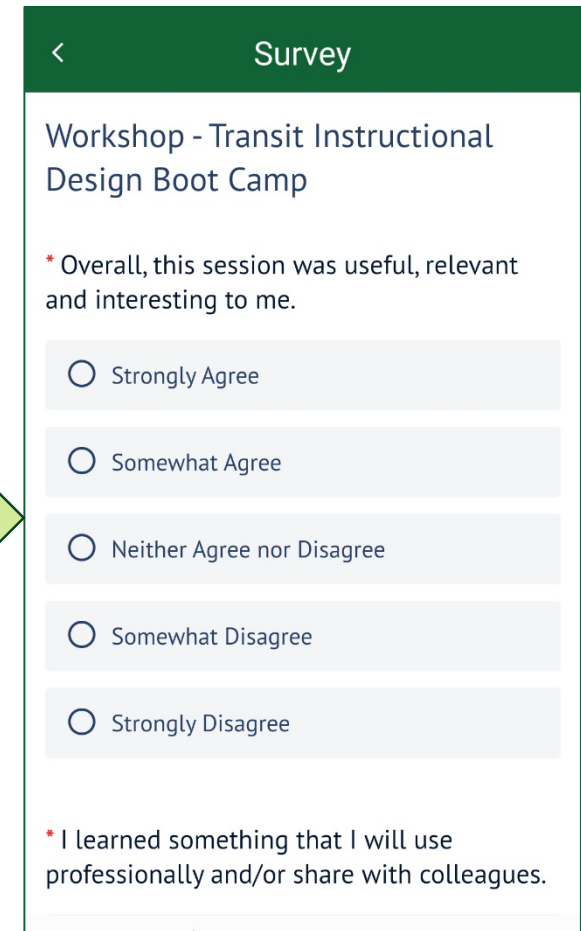 Survey
Workshop - Transit Instructional
Design Boot Camp
* Overall, this session was useful, relevant
and interesting to me.
Strongly Agree
Somewhat Agree
Neither Agree nor Disagree
Somewhat Disagree
Strongly Disagree
* I learned something that I will use
professionally and/or share with colleagues.